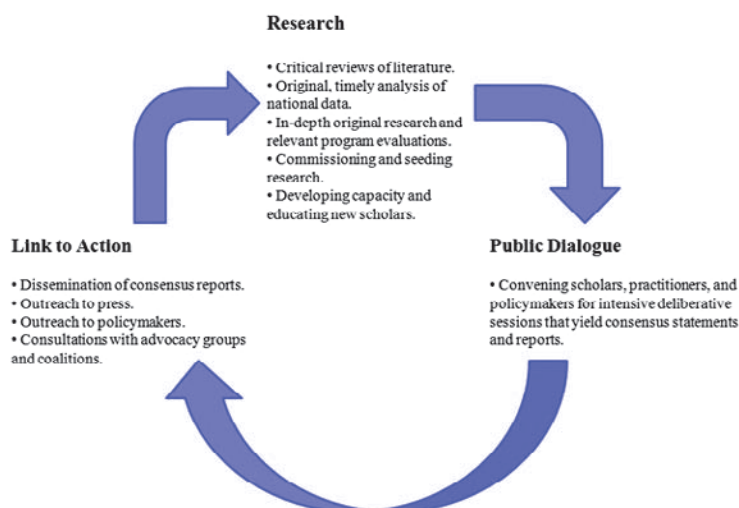 Research
• Critical reviews of literature.
• Original, timely analysis of
national data.
• In-depth original research and
relevant program evaluations.
• Commissioning and seeding
research.
• Developing capacity and
educating new scholars.
Public Dialogue
• Convening scholars, practitioners, and
policymakers for intensive deliberative
sessions that yield consensus statements
and reports.
Link to Action
• Dissemination of consensus reports.
• Outreach to press.
• Outreach to policymakers.
• Consultations with advocacy groups
and coalitions.